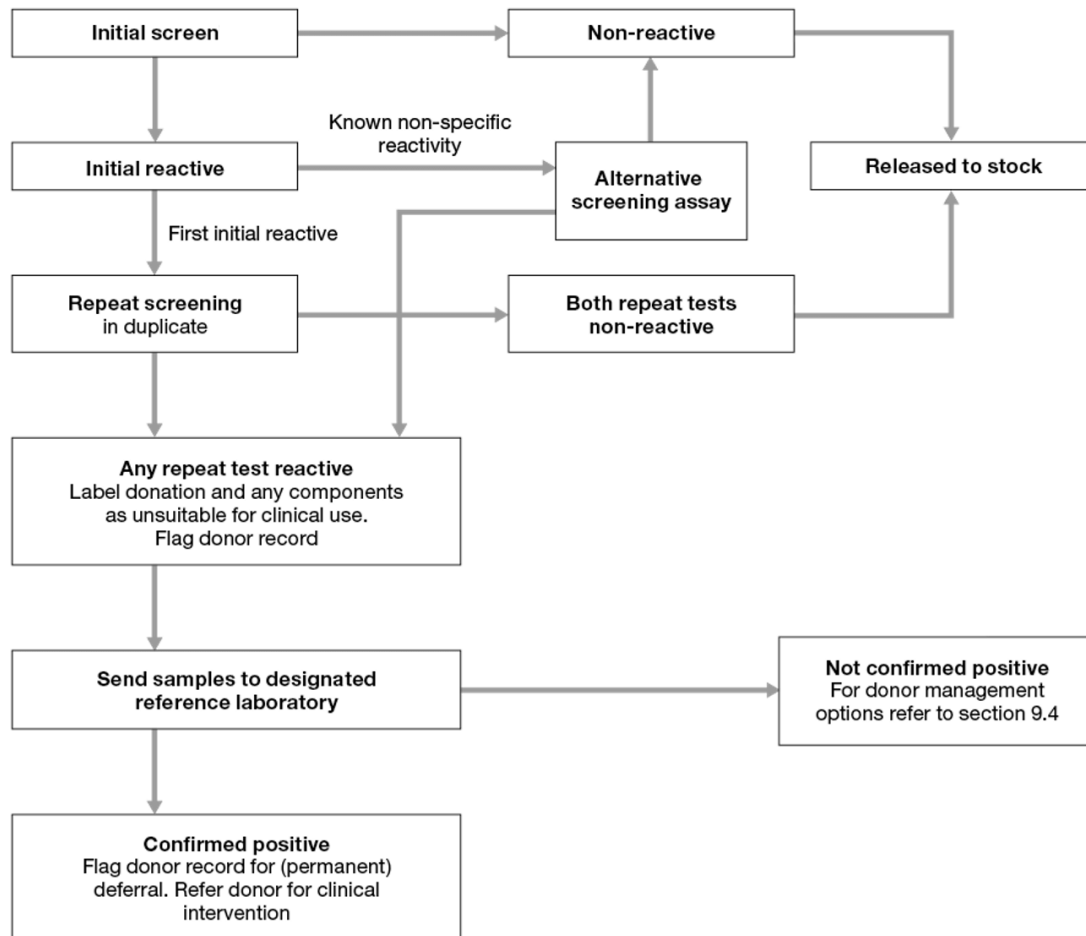 Initial screen
Non-reactive
Known non-specific
reactivity
Initial reactive
Alternative
screening assay
Released to stock
First initial reactive
Repeat screening
in duplicate
Both repeat tests
non-reactive
Any repeat test reactive
Label donation and any components
as unsuitable for clinical use.
Flag donor record
Send samples to designated
reference laboratory
Not confirmed positive
For donor management
options refer to section 9.4
Confirmed positive
Flag donor record for (permanent)
deferral. Refer donor for clinical
intervention